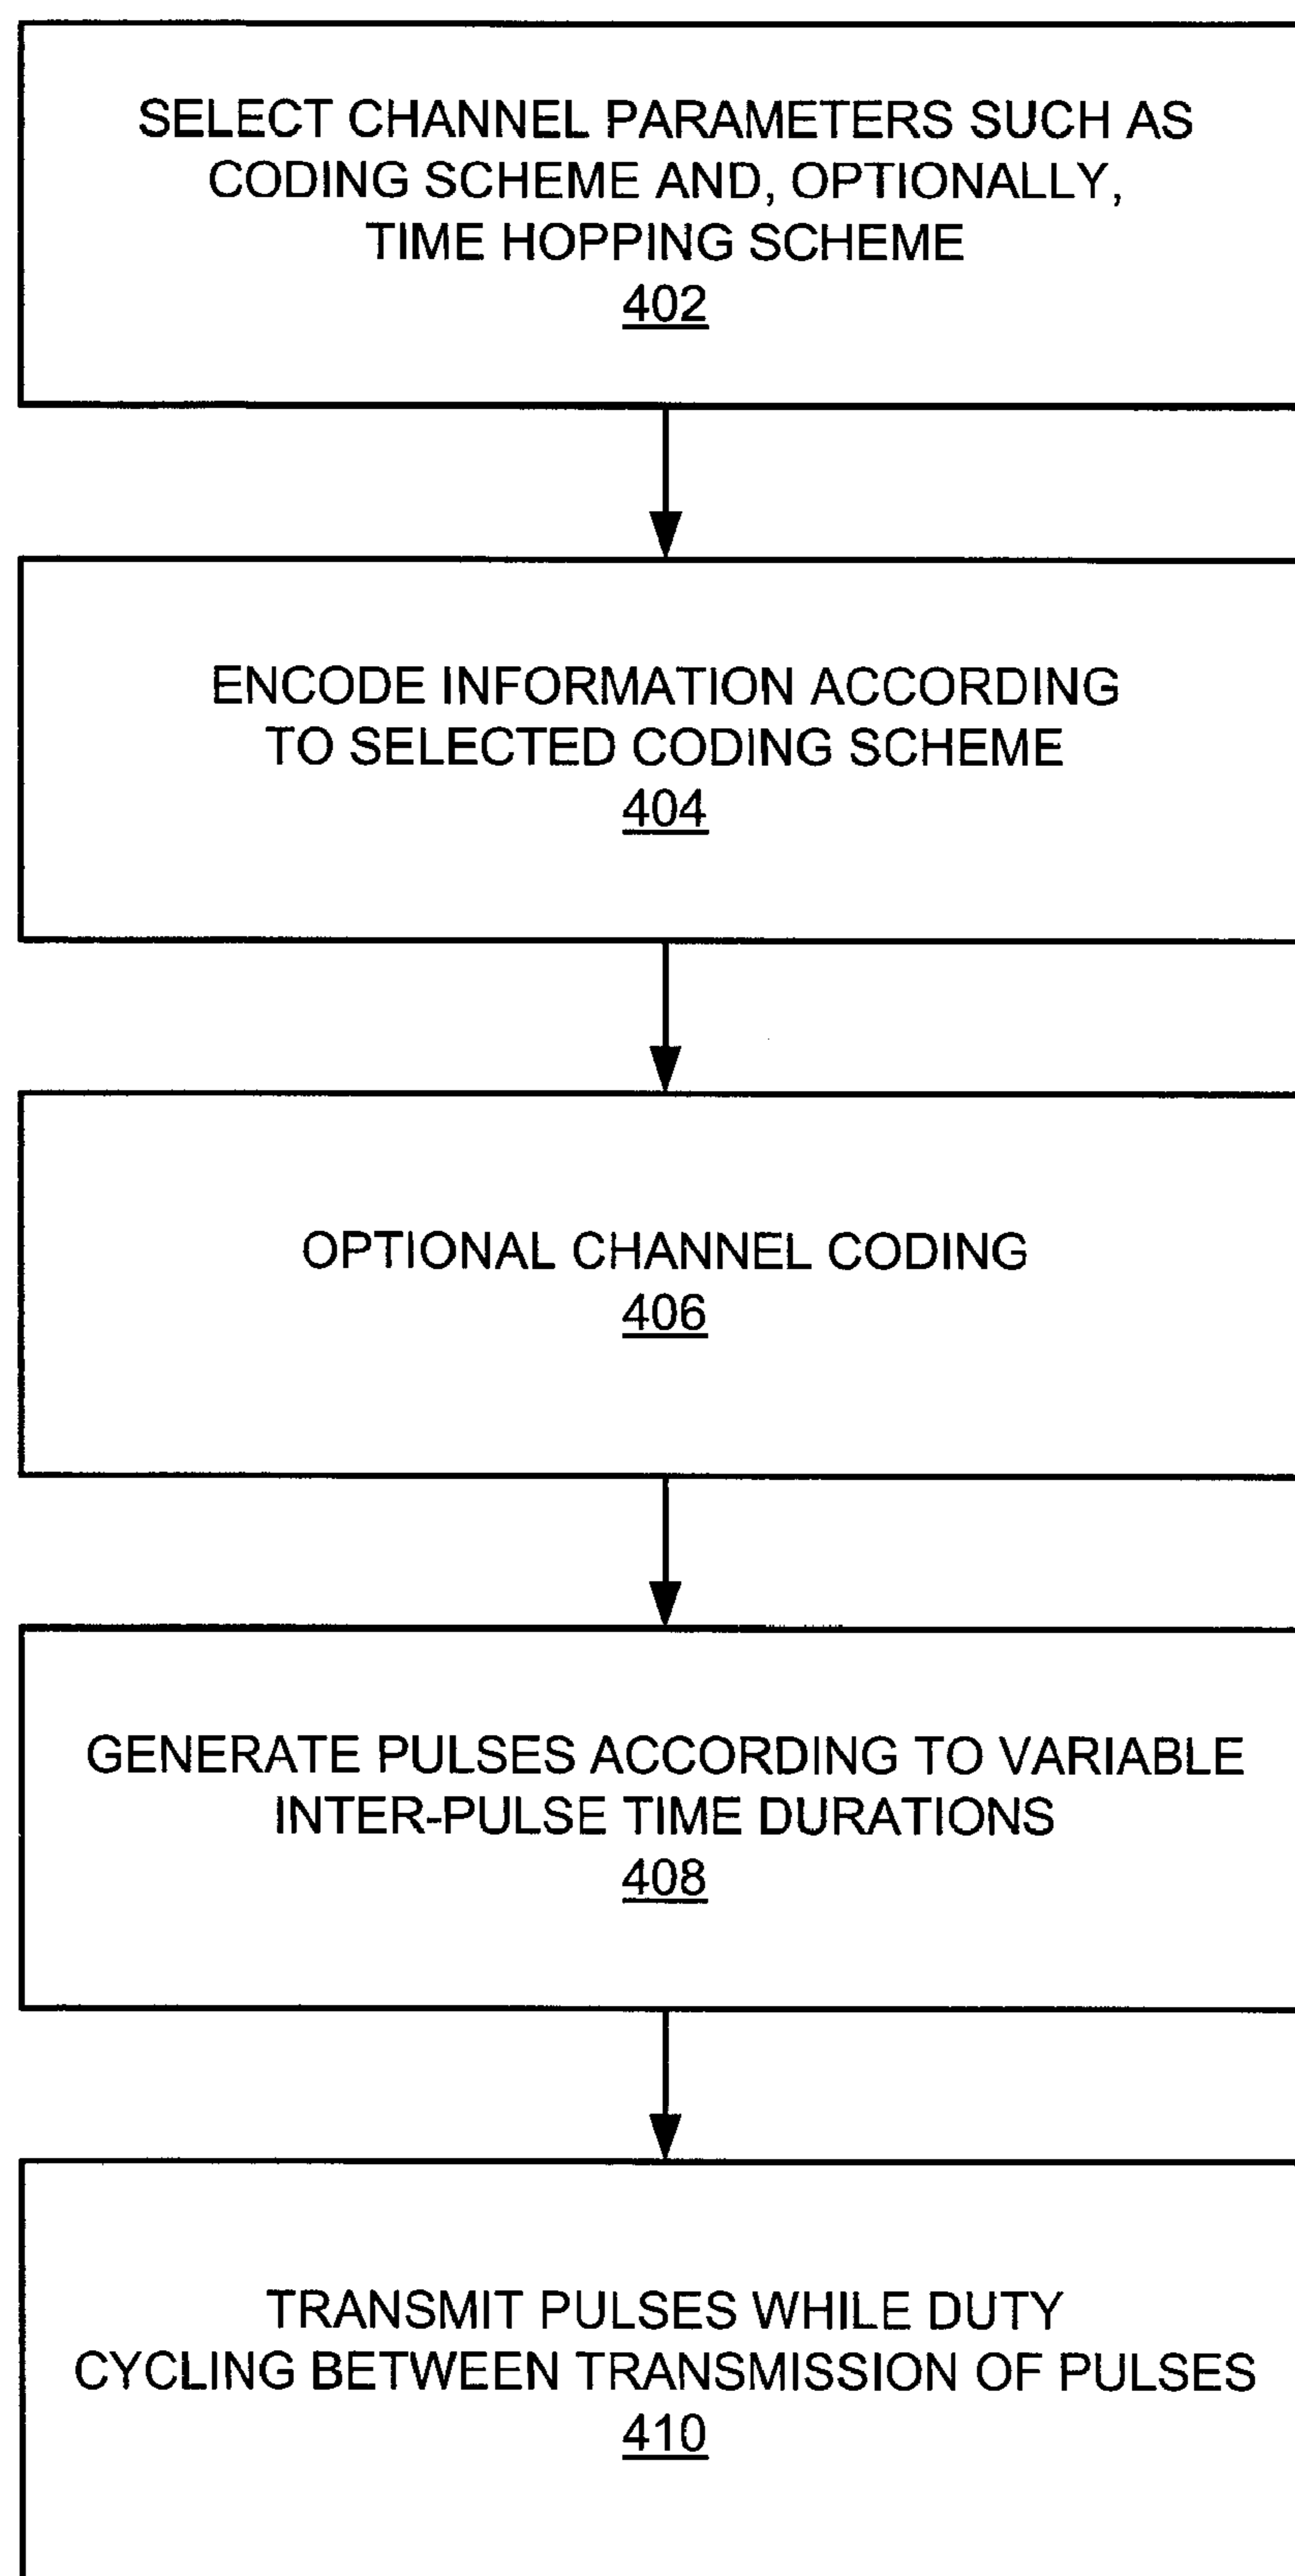 SELECT CHANNEL PARAMETERS SUCH AS
CODING SCHEME AND, OPTIONALLY,
TIME HOPPING SCHEME
402
ENCODE INFORMATION ACCORDING
TO SELECTED CODING SCHEME
404
OPTIONAL CHANNEL CODING
406
GENERATE PULSES ACCORDING TO VARIABLE
INTER-PULSE TIME DURATIONS
408
TRANSMIT PULSES WHILE DUTY
CYCLING BETWEEN TRANSMISSION OF PULSES
410